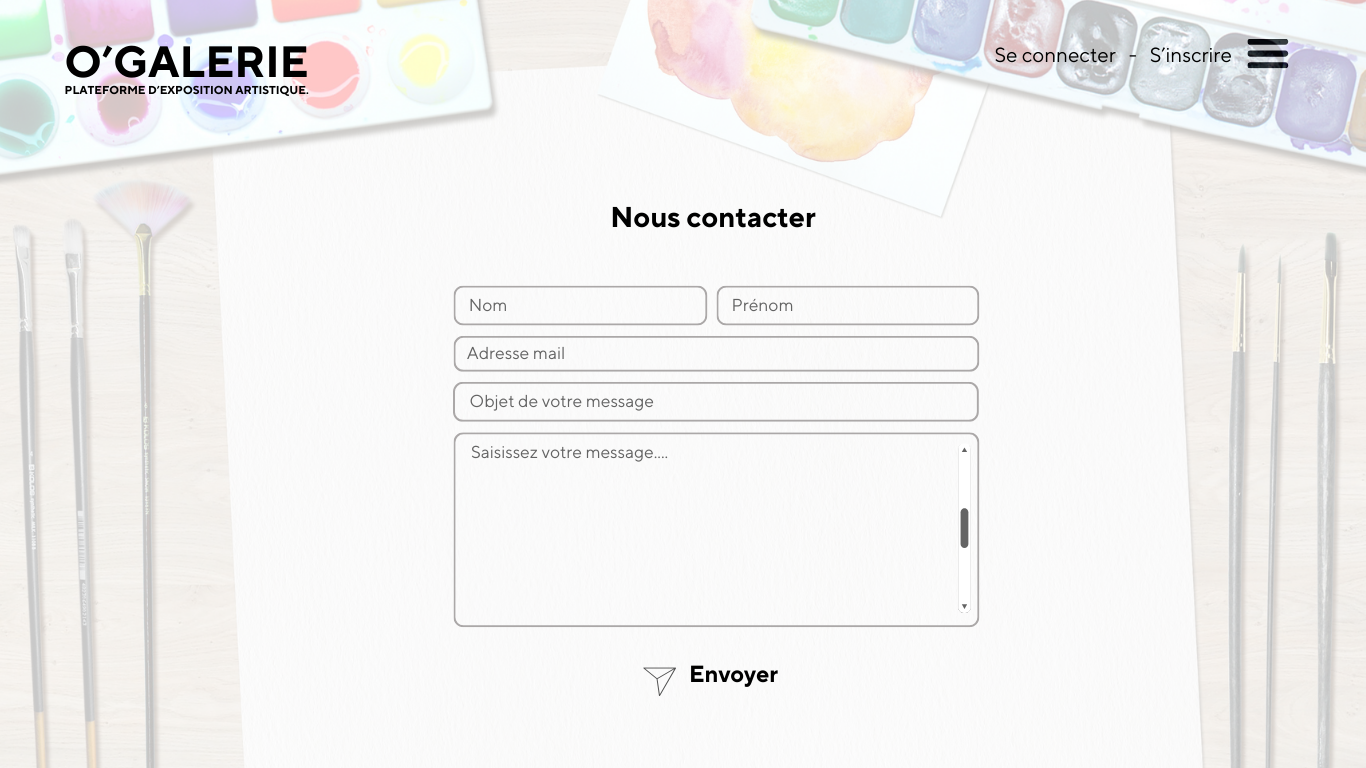 O'GALERIE
PLATEFORME D'EXPOSITION ARTISTIQUE.
Se connecter - S'inscrire
Nous contacter
Nom
Prénom
Adresse mail
Objet de votre message
Saisissez votre message....
Envoyer